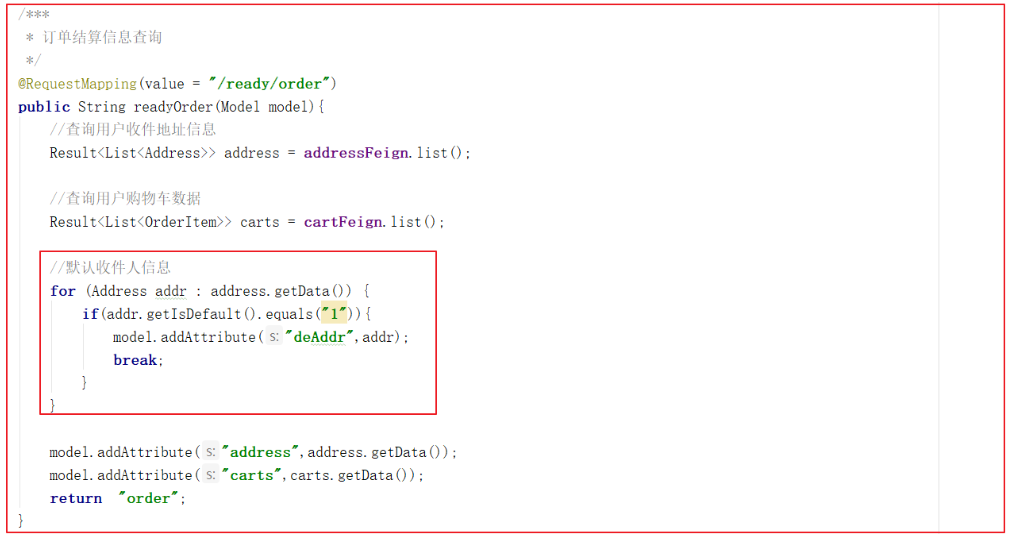 /***
 * 订单结算信息查询
 */
@RequestMapping(value = "/ready/order")
public String readyOrder(Model model){
    //查询用户收件地址信息
    Result<List<Address>> address = addressFeign.list();
    //查询用户购物车数据
    Result<List<OrderItem>> carts = cartFeign.list();
    //默认收件人信息
    for (Address addr : address.getData()) {
        if(addr.getIsDefault().equals("1")){
            model.addAttribute( s: "deAddr",addr);
            break;
        }
    }
    model.addAttribute( s: "address",address.getData());
    model.addAttribute( s: "carts",carts.getData());
    return  "order";
}